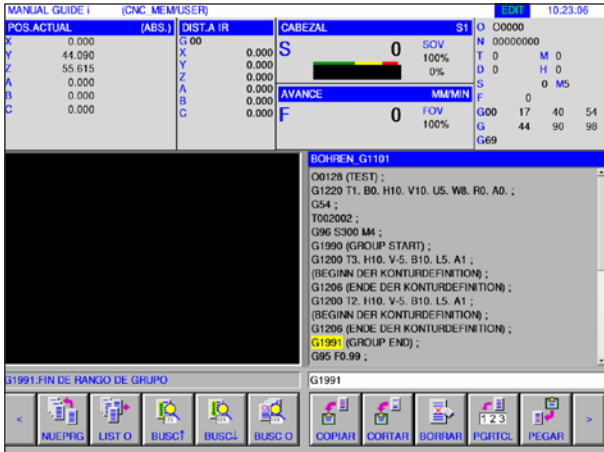 MANUAL GUIDE i (CNC_MEM/USER) EDIT 10:23:06
POS.ACTUAL (ABS.)
X 0.000
Y 44.090
Z 55.615
A 0.000
B 0.000
C 0.000
DIST.A IR
G 00
X 0.000
Y 0.000
Z 0.000
A 0.000
B 0.000
C 0.000
CABEZAL S1
S 0 SOV
100%
0%
AVANCE MM/MIN
F 0 FOV
100%
O O0000
N 00000000
T 0 M 0
D 0 H 0
S 0 M5
F 0
G00 17 40 54
G 44 90 98
G69
BOHREN_G1101
O0128 (TEST) ;
G1220 T1. B0. H10. V10. U5. W8. R0. A0. ;
G54 ;
T002002 ;
G96 S300 M4 ;
G1990 (GROUP START) ;
G1200 T3. H10. V-5. B10. L5. A1 ;
(BEGINN DER KONTURDEFINITION) ;
G1206 (ENDE DER KONTURDEFINITION) ;
G1200 T2. H10. V-5. B10. L5. A1 ;
(BEGINN DER KONTURDEFINITION) ;
G1206 (ENDE DER KONTURDEFINITION) ;
G1991 (GROUP END) ;
G95 F0.99 ;
G1991:FIN DE RANGO DE GRUPO
G1991
< NUEPRG LIST O BUSC↑ BUSC↓ BUSC O COPIAR CORTAR BORRAR PGRTCL PEGAR >